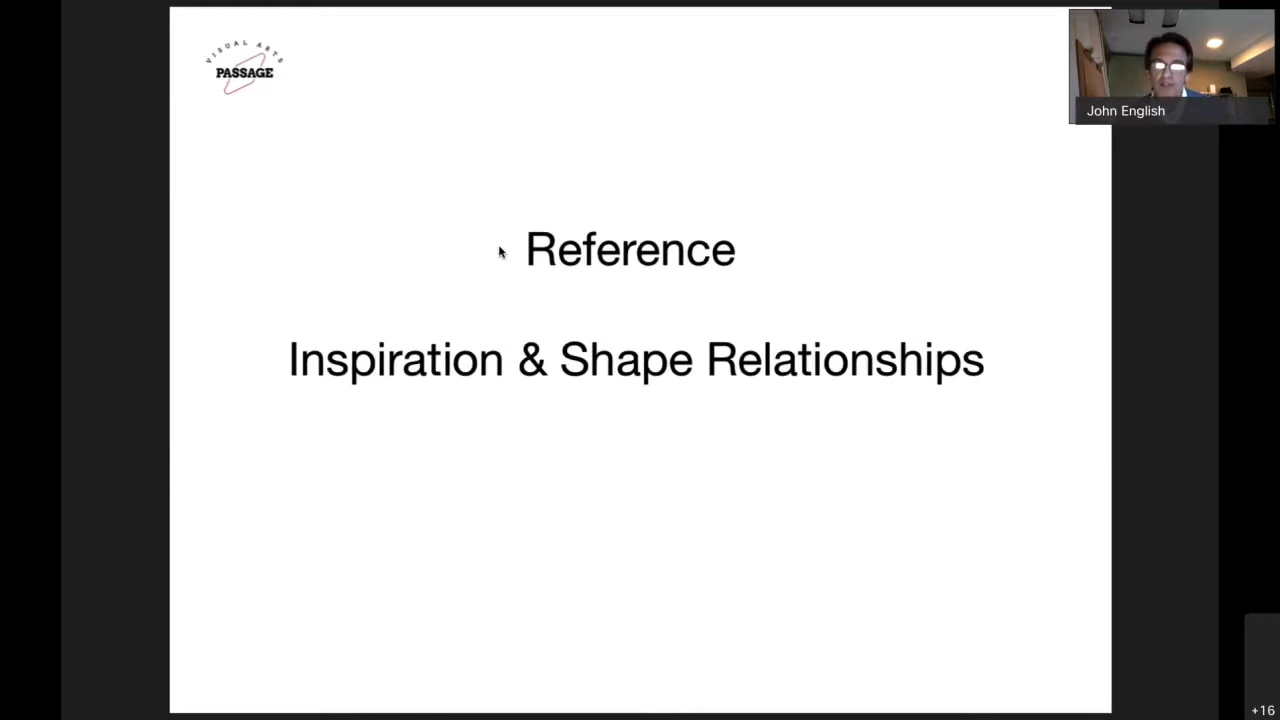 VISUAL ARTS
PASSAGE
John English
Reference
Inspiration & Shape Relationships
+16